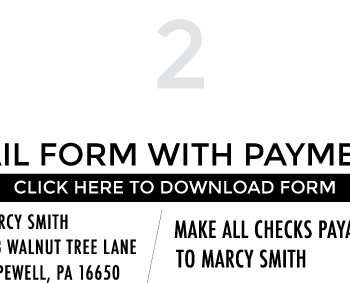 2
AIL FORM WITH PAYME
CLICK HERE TO DOWNLOAD FORM
RCY SMITH
WALNUT TREE LANE
PEWELL, PA 16650
MAKE ALL CHECKS PAYA
TO MARCY SMITH